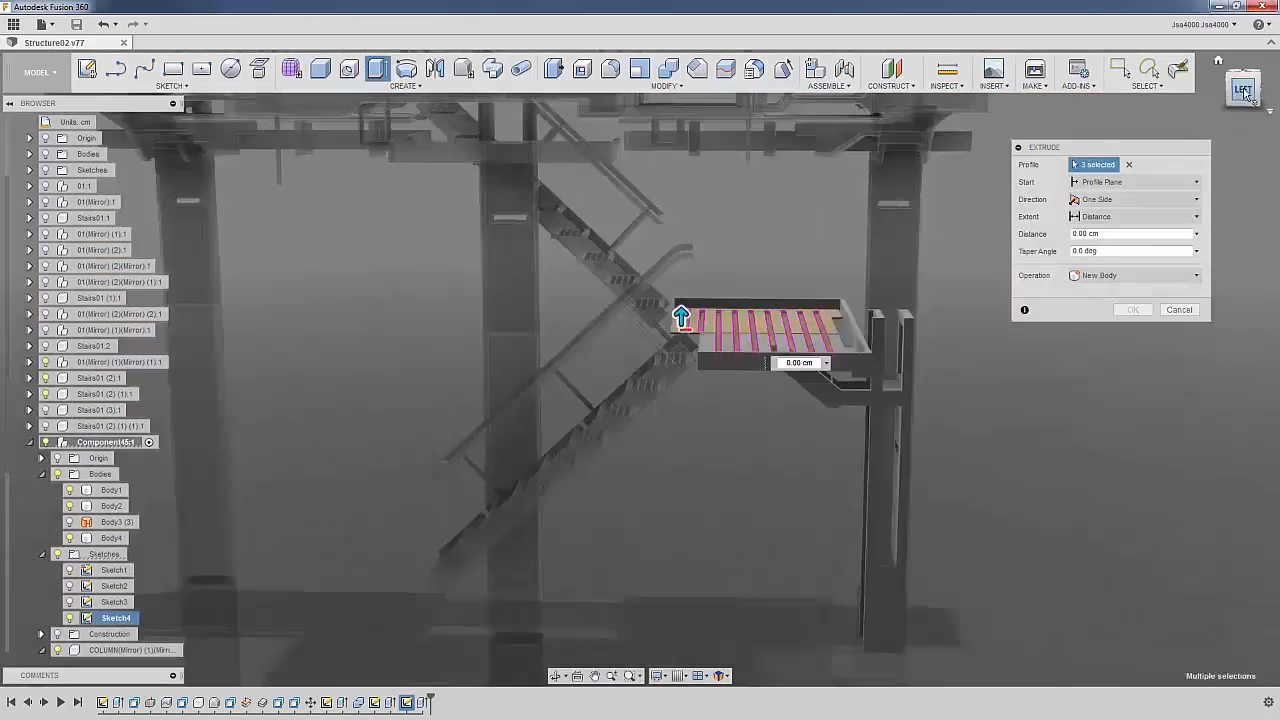 Autodesk Fusion 360
Jsa4000 Jsa4000
Structure02 v77
MODEL
SKETCH
CREATE
MODIFY
ASSEMBLE
CONSTRUCT
INSPECT
INSERT
MAKE
ADD-INS
SELECT
LEFT
BROWSER
Units: cm
Origin
Bodies
Sketches
01:1
01(Mirror):1
Stairs01:1
01(Mirror) (1):1
01(Mirror) (2):1
01(Mirror) (2)(Mirror):1
01(Mirror) (2)(Mirror) (1):1
Stairs01 (1):1
01(Mirror) (2)(Mirror) (2):1
01(Mirror) (1)(Mirror):1
Stairs01:2
01(Mirror) (1)(Mirror) (1):1
Stairs01 (2):1
Stairs01 (2) (1):1
Stairs01 (3):1
Stairs01 (2) (1) (1):1
Component45:1
Origin
Bodies
Body1
Body2
Body3 (3)
Body4
Sketches
Sketch1
Sketch2
Sketch3
Sketch4
Construction
COLUMN(Mirror) (1)(Mirr...
EXTRUDE
Profile 3 selected
Start Profile Plane
Direction One Side
Extent Distance
Distance 0.00 cm
Taper Angle 0.0 deg
Operation New Body
OK Cancel
0.00 cm
COMMENTS
Multiple selections